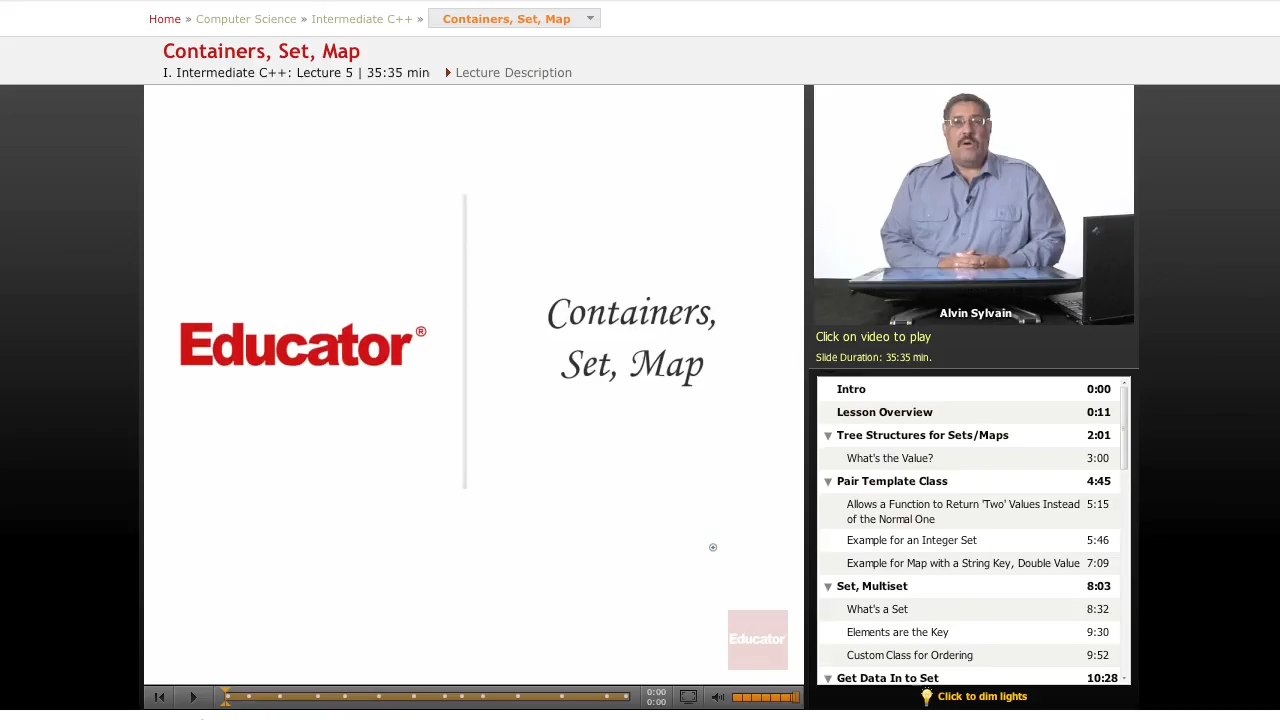 Home » Computer Science » Intermediate C++ » Containers, Set, Map
Containers, Set, Map
I. Intermediate C++: Lecture 5 | 35:35 min Lecture Description
Educator®
Containers,
Set, Map
Educator
Alvin Sylvain
Click on video to play
Slide Duration: 35:35 min.
Intro 0:00
Lesson Overview 0:11
Tree Structures for Sets/Maps 2:01
What's the Value? 3:00
Pair Template Class 4:45
Allows a Function to Return 'Two' Values Instead 5:15
of the Normal One
Example for an Integer Set 5:46
Example for Map with a String Key, Double Value 7:09
Set, Multiset 8:03
What's a Set 8:32
Elements are the Key 9:30
Custom Class for Ordering 9:52
Get Data In to Set 10:28
0:00
0:00
Click to dim lights